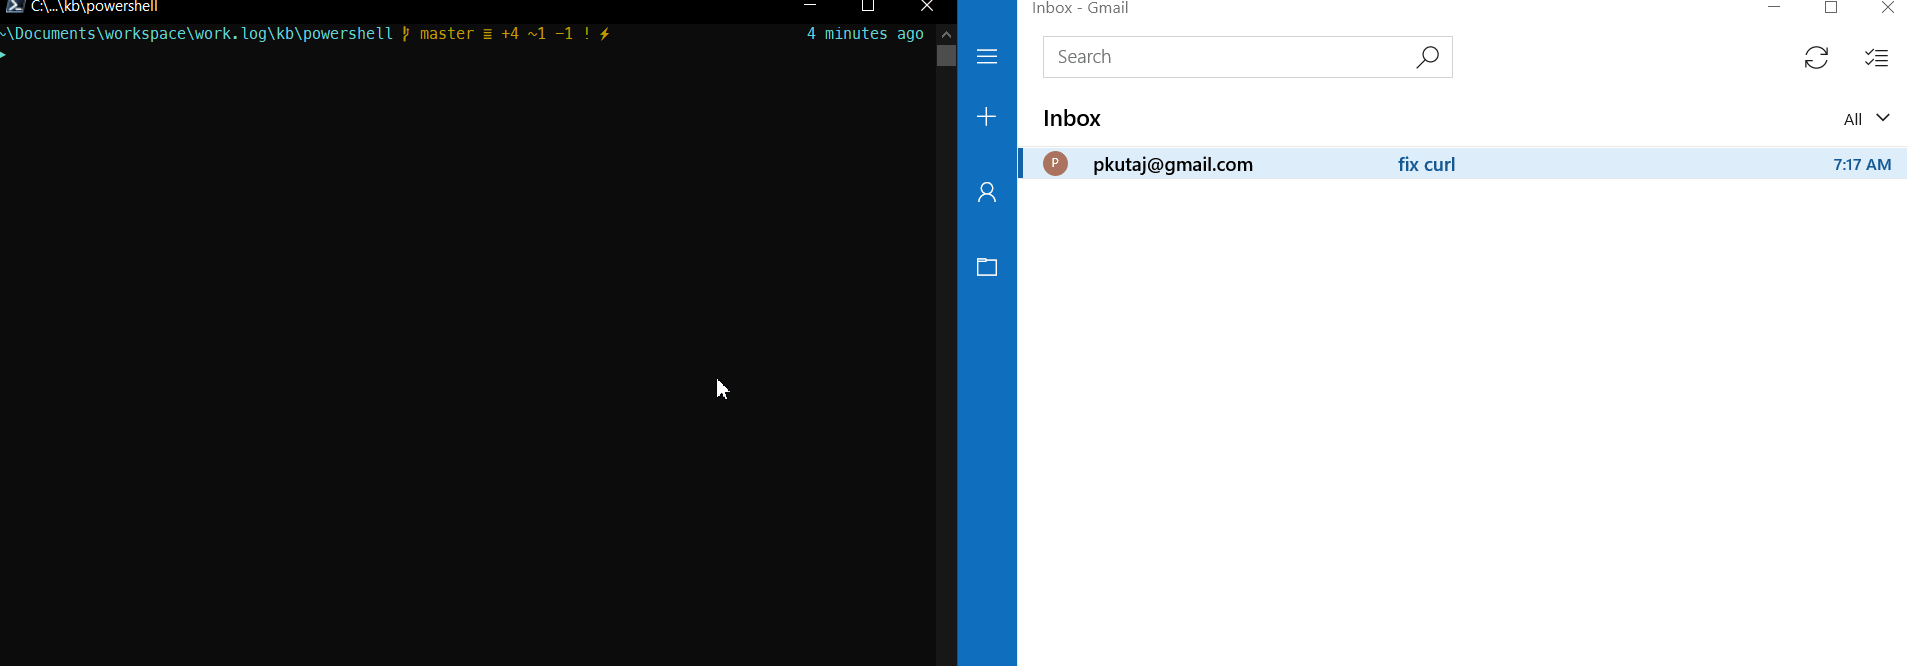 C:\...\kb\powershell
~\Documents\workspace\work.log\kb\powershell master ≡ +4 ~1 -1 ! 4 minutes ago
Inbox - Gmail
Search
Inbox
All
P pkutaj@gmail.com fix curl 7:17 AM